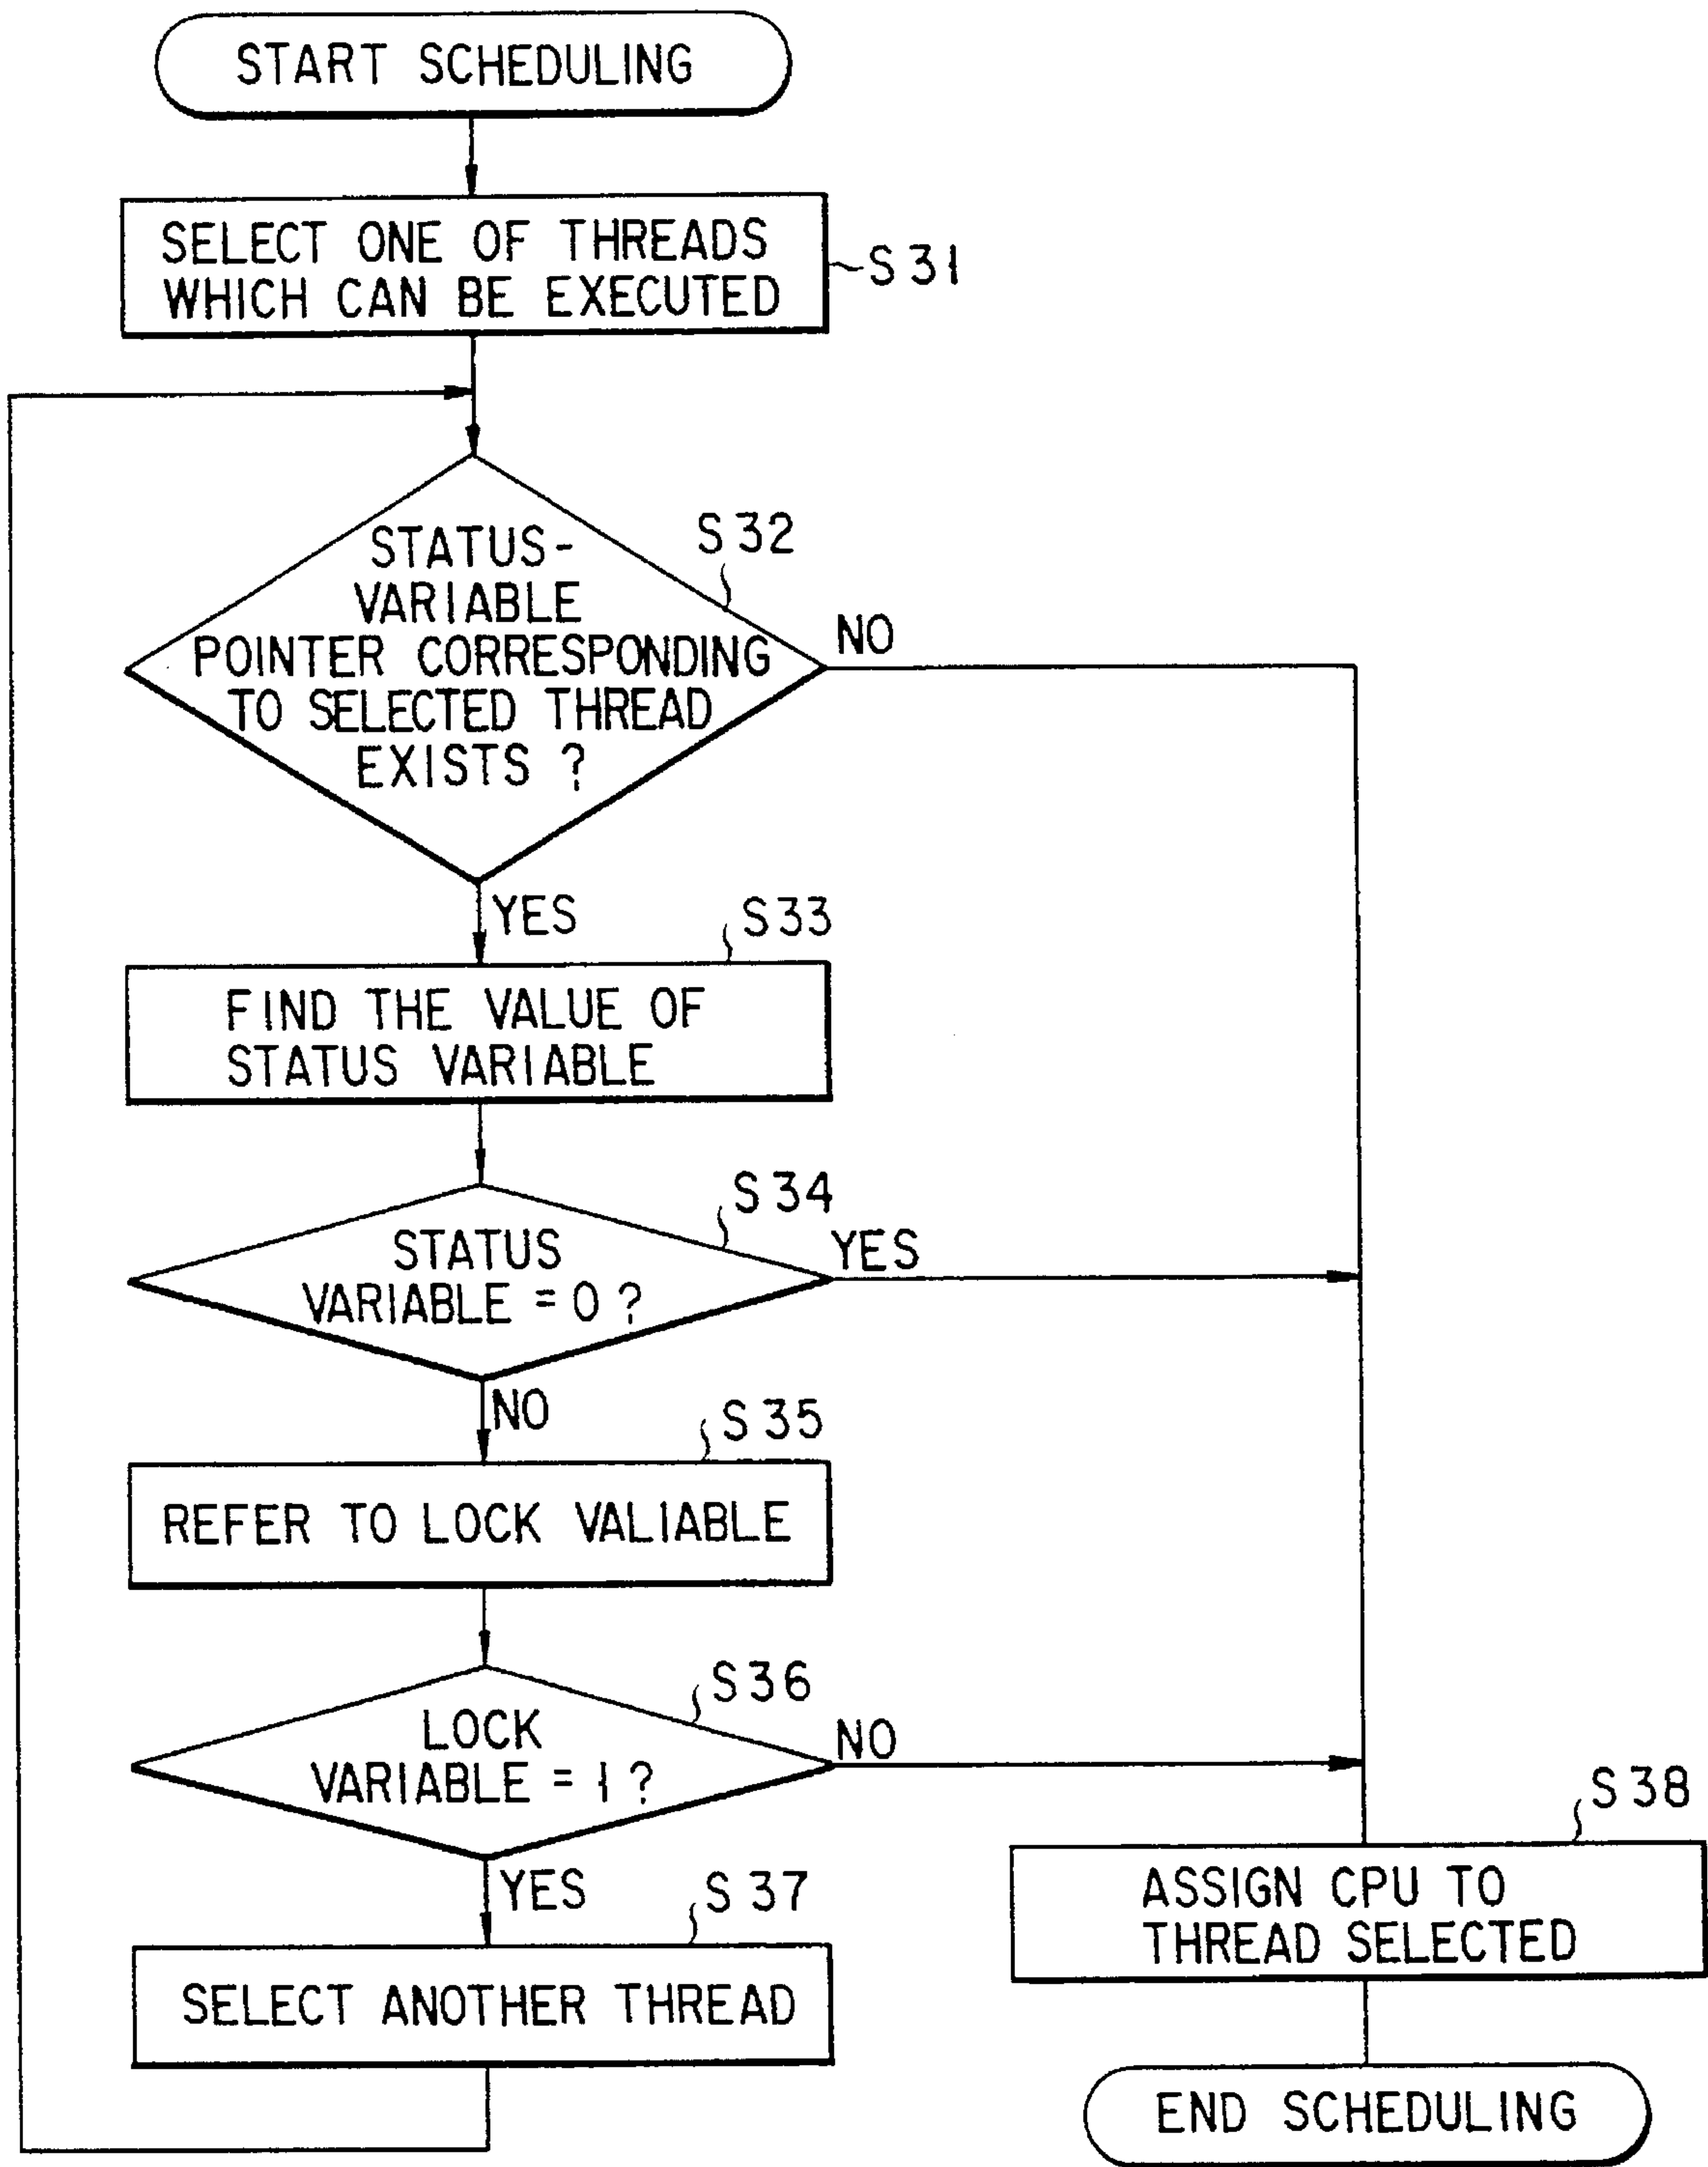 START SCHEDULING
SELECT ONE OF THREADS
WHICH CAN BE EXECUTED
S31
S32
STATUS-
VARIABLE
POINTER CORRESPONDING
TO SELECTED THREAD
EXISTS ?
NO
YES
S33
FIND THE VALUE OF
STATUS VARIABLE
S34
STATUS
VARIABLE = 0 ?
YES
NO
S35
REFER TO LOCK VALIABLE
S36
LOCK
VARIABLE = 1 ?
NO
YES
S37
SELECT ANOTHER THREAD
S38
ASSIGN CPU TO
THREAD SELECTED
END SCHEDULING